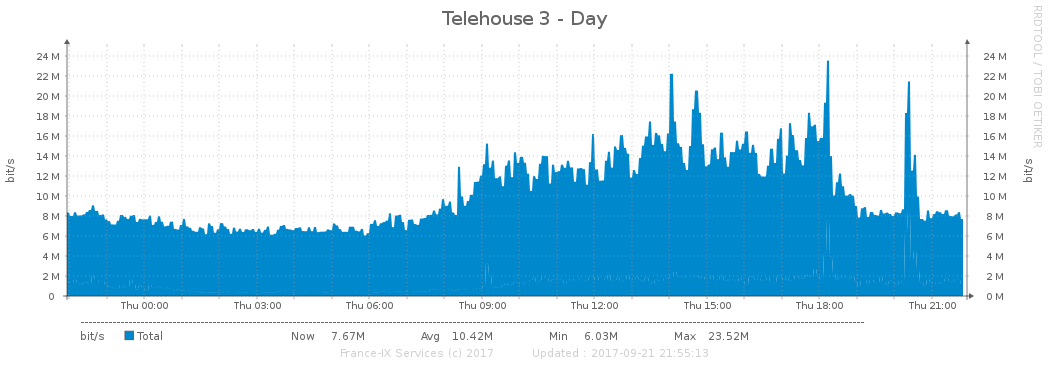 Telehouse 3 - Day
RRDTOOL / TOBI OETIKER
bit/s
24 M 24 M
22 M 22 M
20 M 20 M
18 M 18 M
16 M 16 M
14 M 14 M
12 M 12 M
10 M 10 M
8 M 8 M
6 M 6 M
4 M 4 M
2 M 2 M
0 0 M
bit/s
Thu 00:00 Thu 03:00 Thu 06:00 Thu 09:00 Thu 12:00 Thu 15:00 Thu 18:00 Thu 21:00
bit/s Total Now 7.67M Avg 10.42M Min 6.03M Max 23.52M
France-IX Services (c) 2017 Updated : 2017-09-21 21:55:13